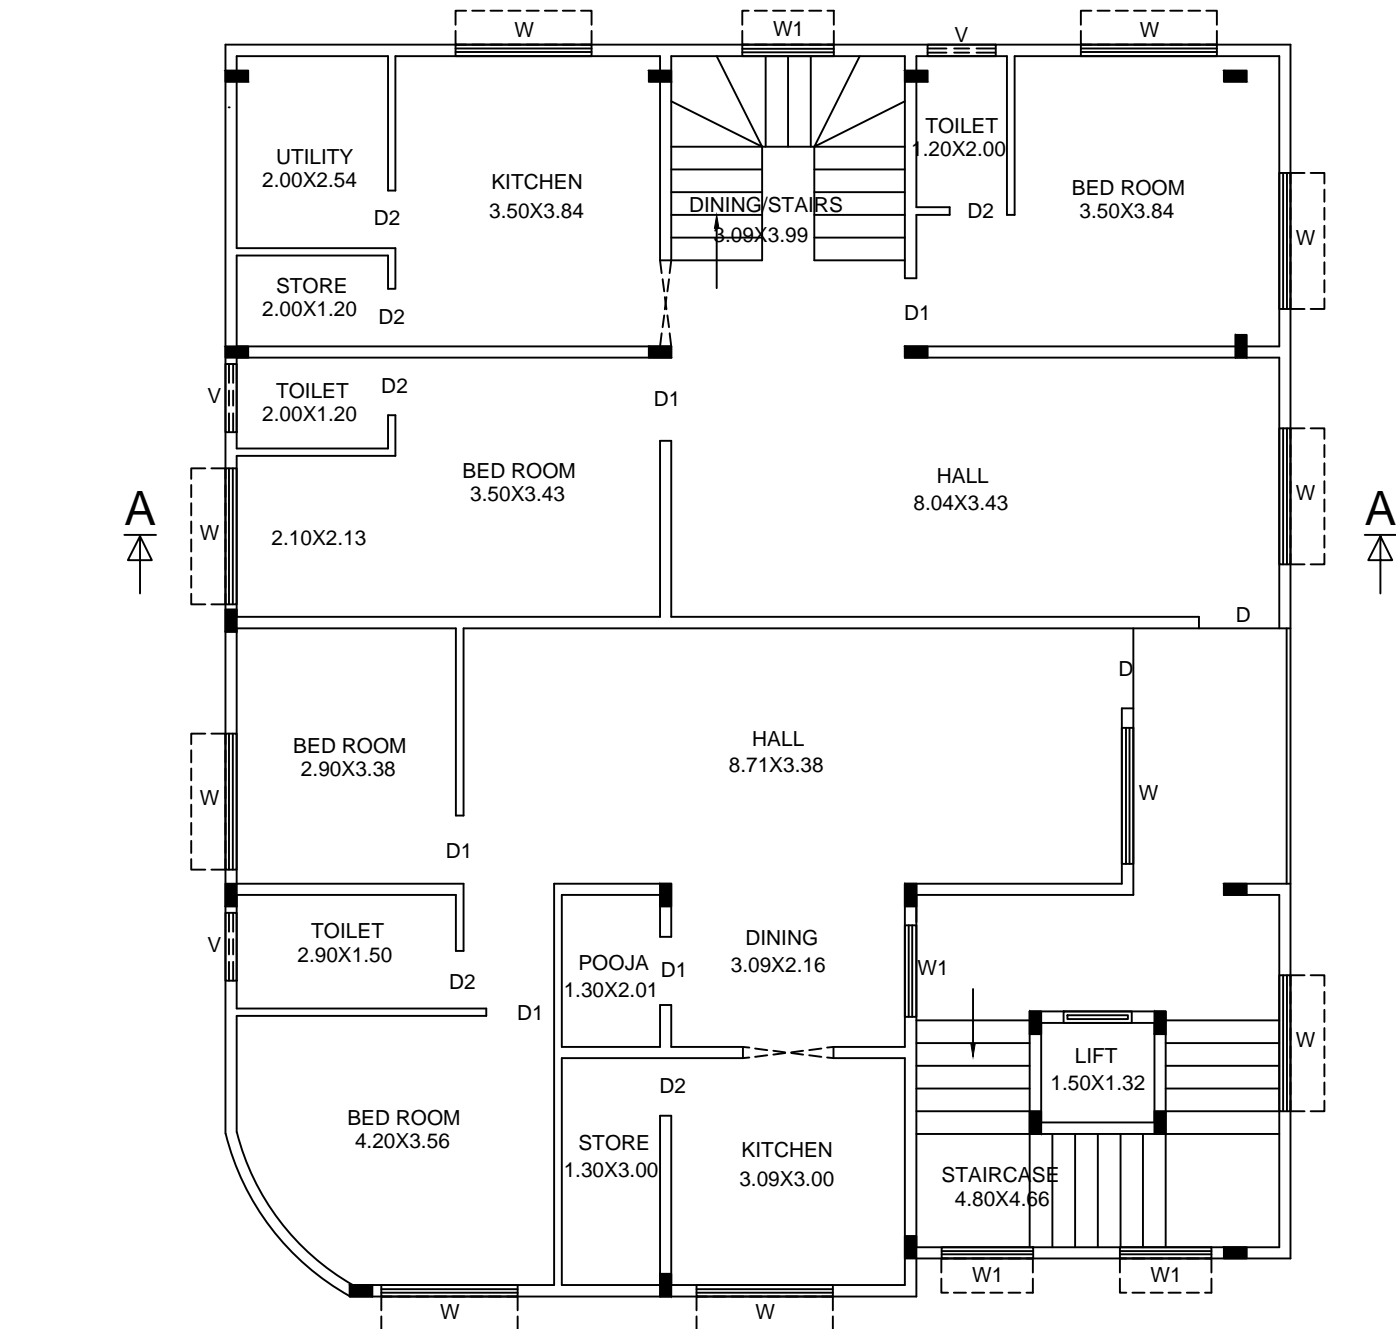 W
W1
V
W
UTILITY
2.00X2.54
KITCHEN
3.50X3.84
D2
STORE
2.00X1.20
D2
DINING/STAIRS
3.09X3.99
TOILET
1.20X2.00
D2
BED ROOM
3.50X3.84
W
D1
V
TOILET
2.00X1.20
D2
D1
BED ROOM
3.50X3.43
HALL
8.04X3.43
W
A
W
2.10X2.13
A
D
D
BED ROOM
2.90X3.38
HALL
8.71X3.38
W
W
D1
V
TOILET
2.90X1.50
D2
D1
POOJA
1.30X2.01
D1
DINING
3.09X2.16
W1
W
LIFT
1.50X1.32
D2
BED ROOM
4.20X3.56
STORE
1.30X3.00
KITCHEN
3.09X3.00
STAIRCASE
4.80X4.66
W1
W1
W
W